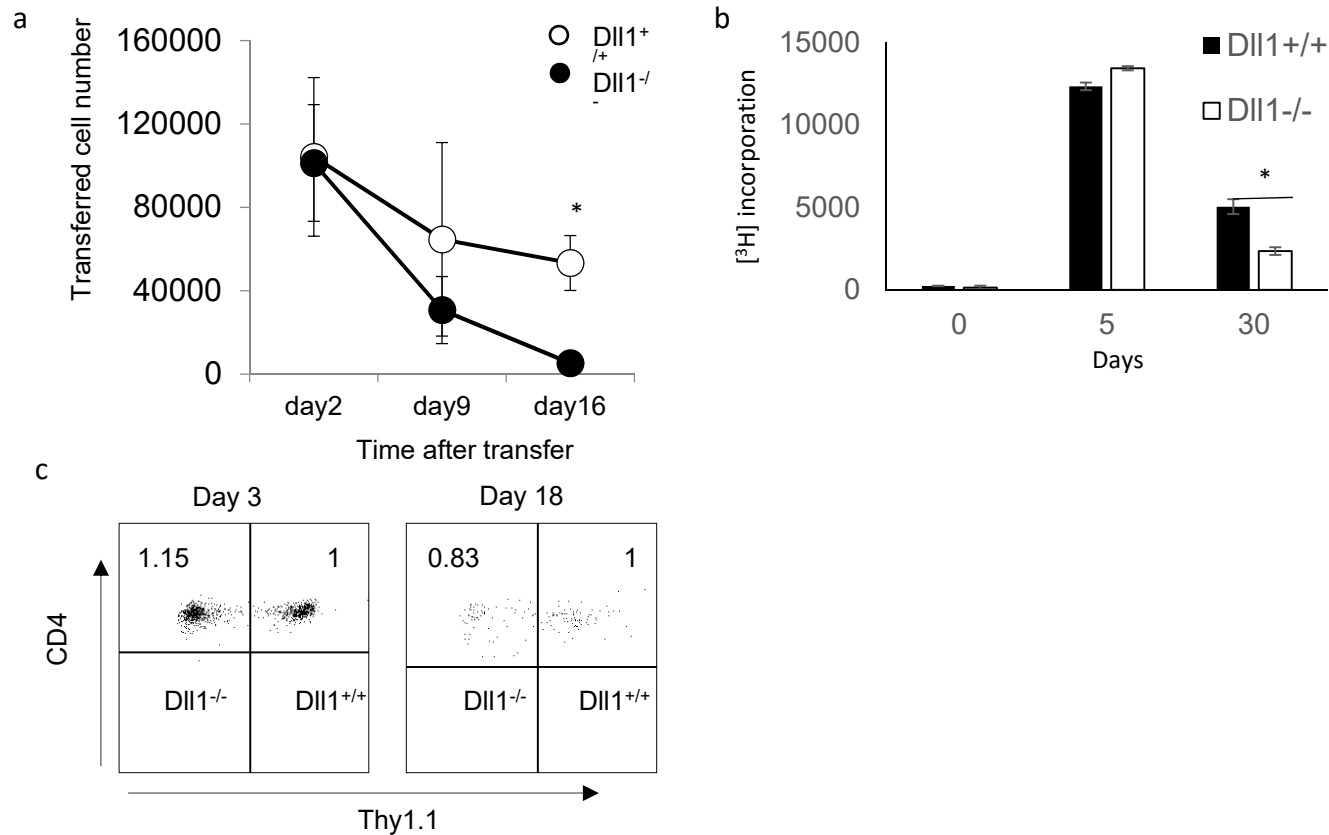 a
160000
120000
80000
40000
0
Transferred cell number
Dll1+
/+
Dll1-/
-
*
day2 day9 day16
Time after transfer
b
15000
10000
5000
0
[³H] incorporation
Dll1+/+
Dll1-/-
*
0 5 30
Days
c
Day 3 Day 18
1.15 1 0.83 1
CD4
Dll1-/- Dll1+/+ Dll1-/- Dll1+/+
Thy1.1